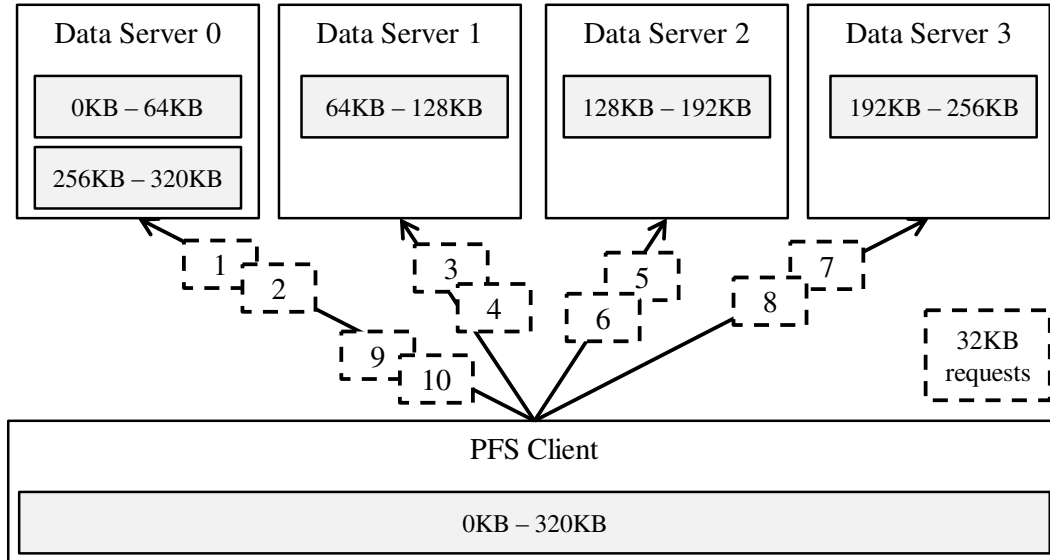 Data Server 0
0KB – 64KB
256KB – 320KB
Data Server 1
64KB – 128KB
Data Server 2
128KB – 192KB
Data Server 3
192KB – 256KB
1
2
9
10
3
4
5
6
7
8
32KB
requests
PFS Client
0KB – 320KB